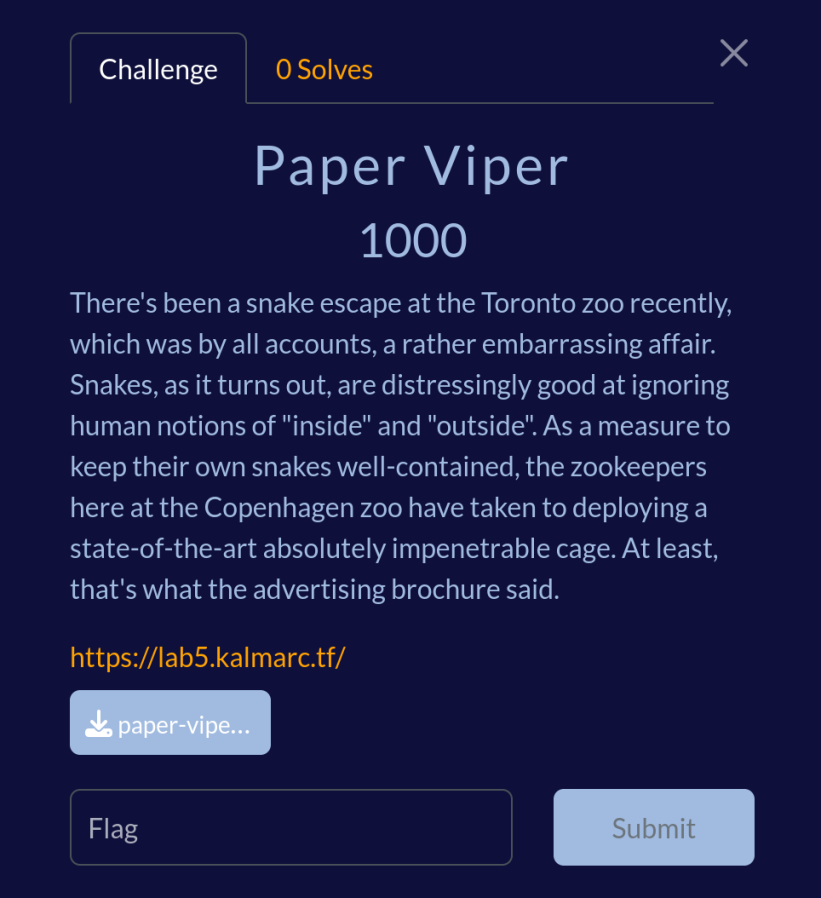 Challenge
0 Solves
Paper Viper
1000
There's been a snake escape at the Toronto zoo recently,
which was by all accounts, a rather embarrassing affair.
Snakes, as it turns out, are distressingly good at ignoring
human notions of "inside" and "outside". As a measure to
keep their own snakes well-contained, the zookeepers
here at the Copenhagen zoo have taken to deploying a
state-of-the-art absolutely impenetrable cage. At least,
that's what the advertising brochure said.
https://lab5.kalmarc.tf/
paper-vipe...
Flag
Submit